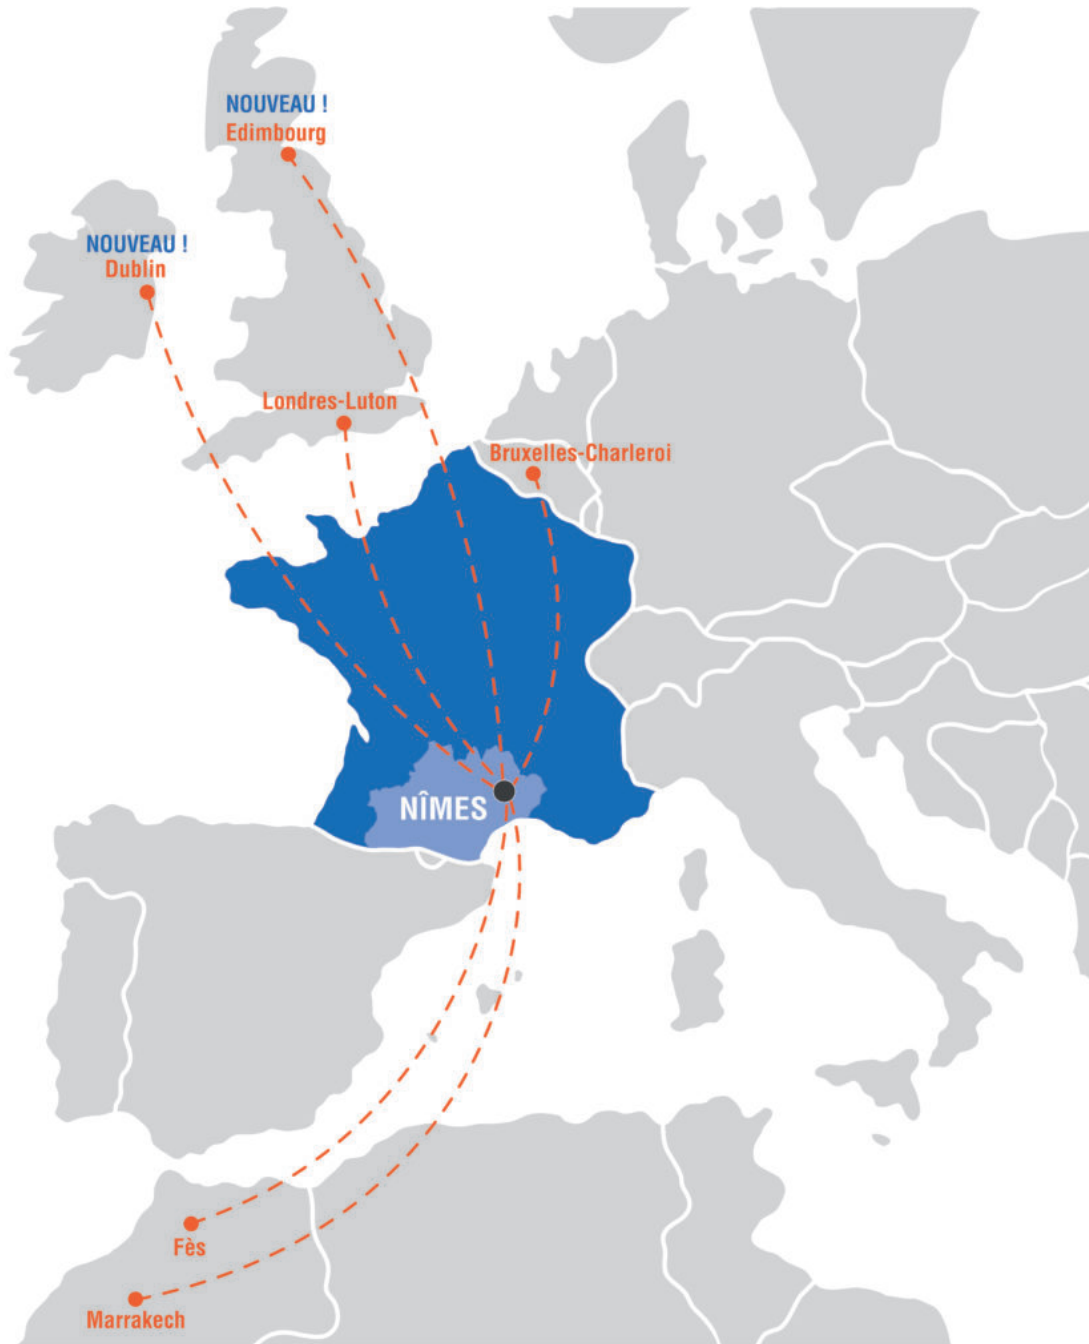 NOUVEAU !
Edimbourg
NOUVEAU !
Dublin
Londres-Luton
Bruxelles-Charleroi
NÎMES
Fès
Marrakech